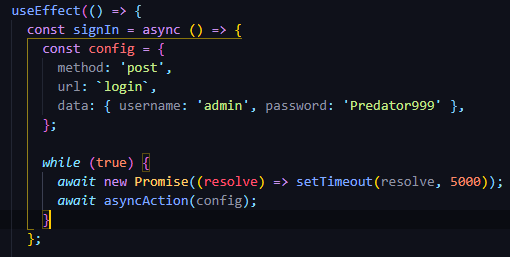 useEffect(() => {
const signIn = async () => {
const config = {
method: 'post',
url: `login`,
data: { username: 'admin', password: 'Predator999' },
};
while (true) {
await new Promise((resolve) => setTimeout(resolve, 5000));
await asyncAction(config);
}
};